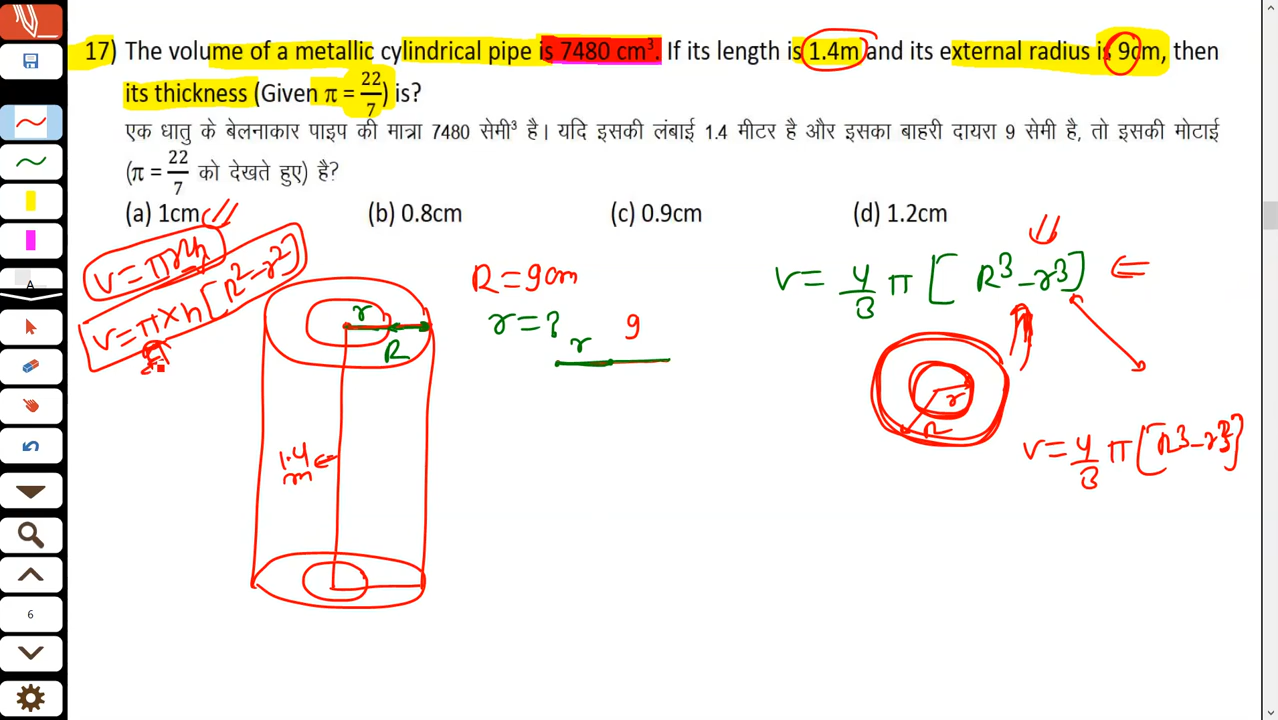 17) The volume of a metallic cylindrical pipe is 7480 cm³. If its length is 1.4m and its external radius is 9cm, then
its thickness (Given π = 22/7) is?
एक धातु के बेलनाकार पाइप की मात्रा 7480 सेमी³ है। यदि इसकी लंबाई 1.4 मीटर है और इसका बाहरी दायरा 9 सेमी है, तो इसकी मोटाई
(π = 22/7 को देखते हुए) है?
(a) 1cm (b) 0.8cm (c) 0.9cm (d) 1.2cm
V = πr²h
V = π×h[R²-r²]
r
R
1.4
m
R = 9cm
r = ?
r 9
V = 4/3 π [R³-r³]
r
R
V = 4/3 π [R³-r³]
A
6